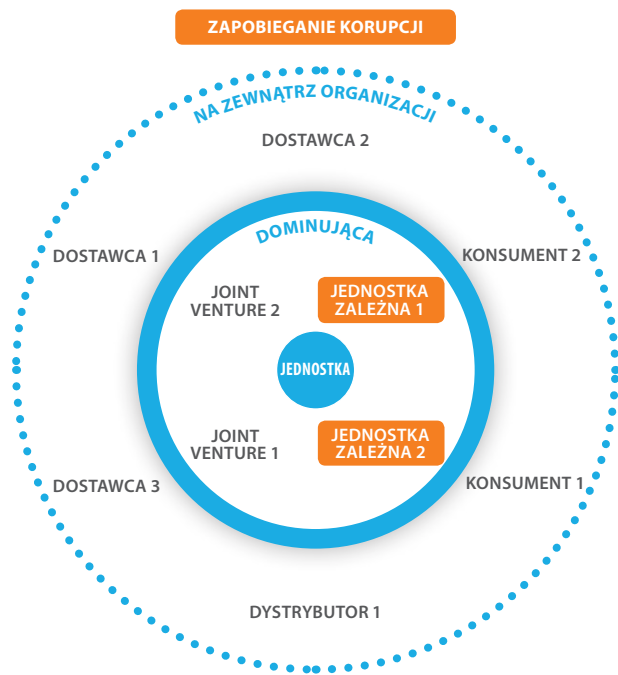 ZAPOBIEGANIE KORUPCJI
NA ZEWNĄTRZ ORGANIZACJI
DOSTAWCA 2
DOMINUJĄCA
DOSTAWCA 1
KONSUMENT 2
JOINT
VENTURE 2
JEDNOSTKA
ZALEŻNA 1
JEDNOSTKA
JOINT
VENTURE 1
JEDNOSTKA
ZALEŻNA 2
DOSTAWCA 3
KONSUMENT 1
DYSTRYBUTOR 1